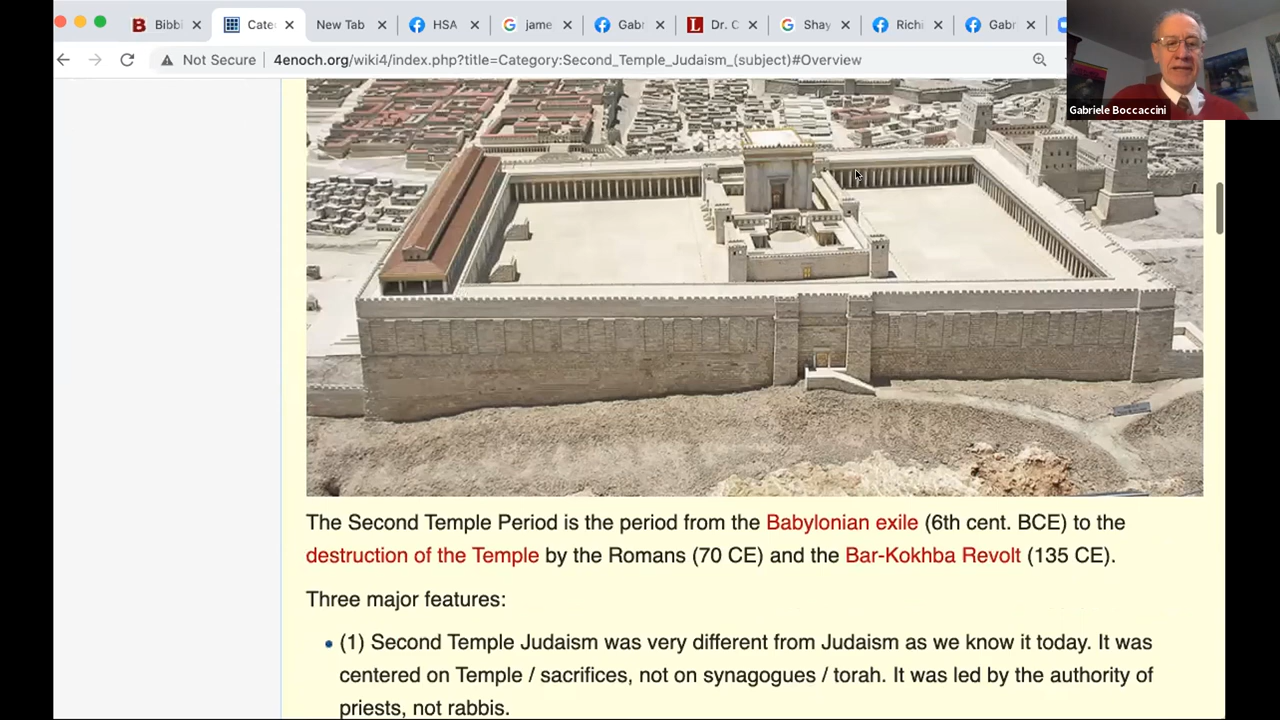 Bibbi
Cate
New Tab
HSA
jame
Gabr
Dr. C
Shay
Richi
Gabr
Not Secure
4enoch.org/wiki4/index.php?title=Category:Second_Temple_Judaism_(subject)#Overview
Gabriele Boccaccini
The Second Temple Period is the period from the Babylonian exile (6th cent. BCE) to the
destruction of the Temple by the Romans (70 CE) and the Bar-Kokhba Revolt (135 CE).
Three major features:
(1) Second Temple Judaism was very different from Judaism as we know it today. It was
centered on Temple / sacrifices, not on synagogues / torah. It was led by the authority of
priests, not rabbis.